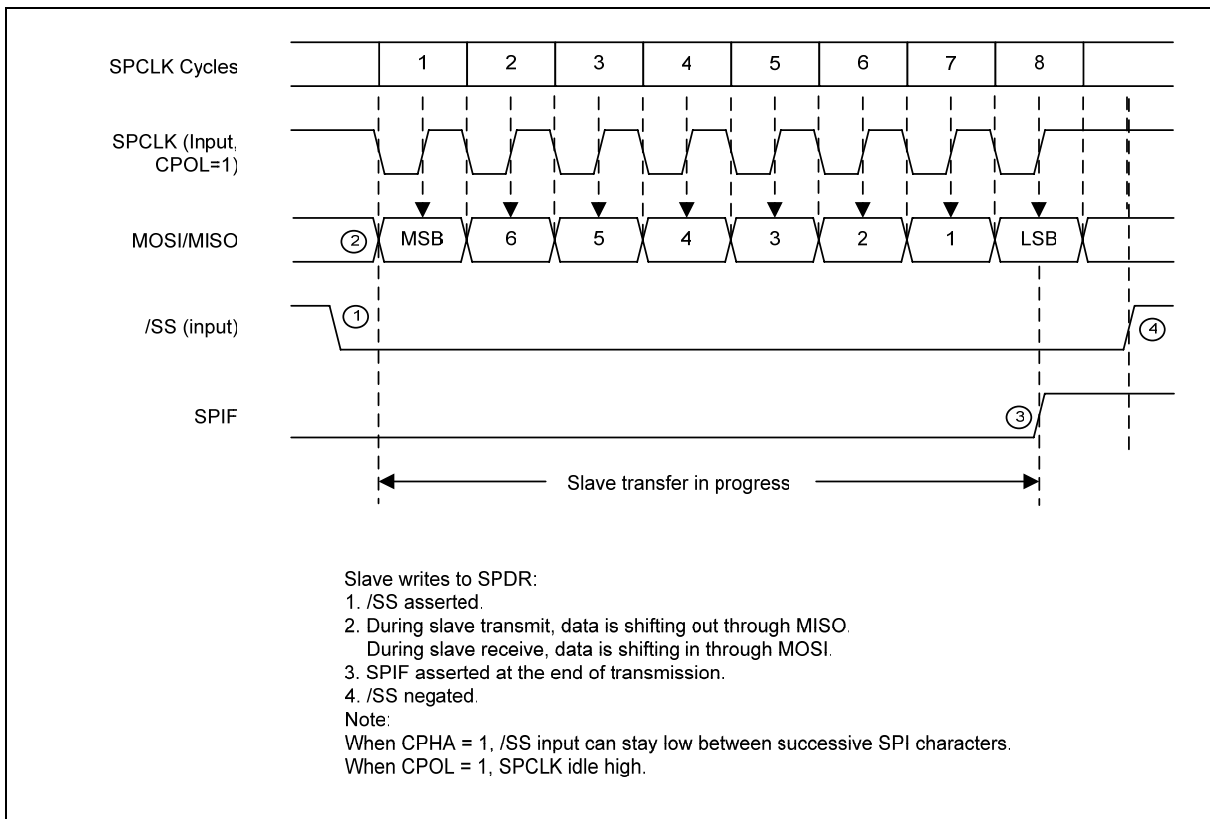 SPCLK Cycles
1 2 3 4 5 6 7 8
SPCLK (Input,
CPOL=1)
MOSI/MISO
2 MSB 6 5 4 3 2 1 LSB
/SS (input)
1
4
SPIF
3
Slave transfer in progress
Slave writes to SPDR:
1. /SS asserted.
2. During slave transmit, data is shifting out through MISO.
During slave receive, data is shifting in through MOSI.
3. SPIF asserted at the end of transmission.
4. /SS negated.
Note:
When CPHA = 1, /SS input can stay low between successive SPI characters.
When CPOL = 1, SPCLK idle high.